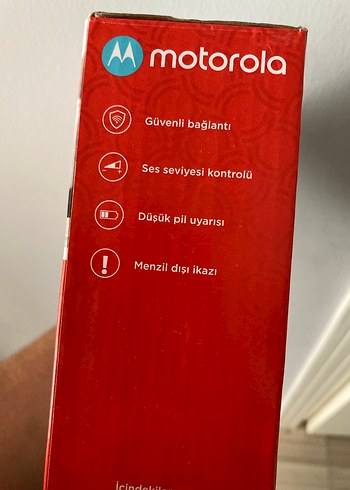 motorola
Güvenli bağlantı
Ses seviyesi kontrolü
Düşük pil uyarısı
Menzil dışı ikazı